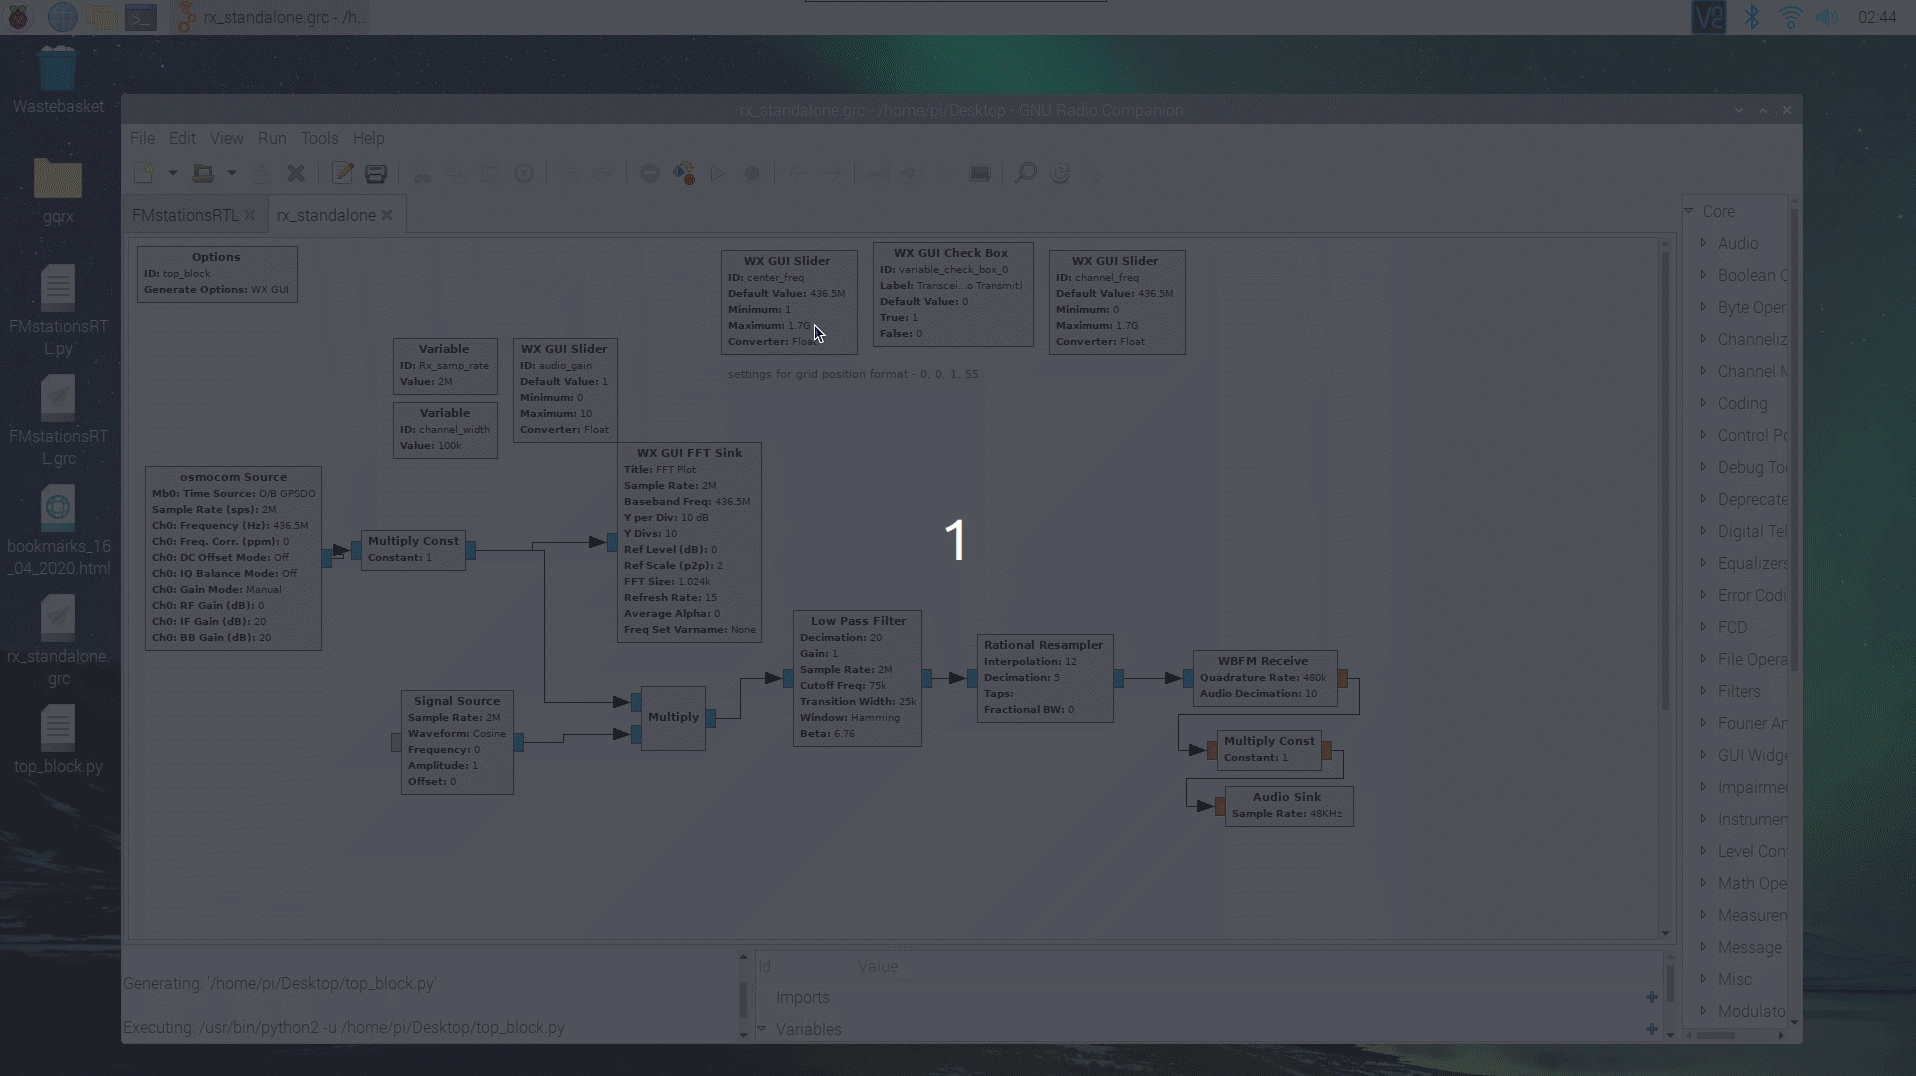 rx_standalone.grc - /h...
02:44
Wastebasket
gqrx
FMstationsRT
L.py
FMstationsRT
L.grc
bookmarks_16
_04_2020.html
rx_standalone.
grc
top_block.py
rx_standalone.grc - /home/pi/Desktop - GNU Radio Companion
File Edit View Run Tools Help
FMstationsRTL rx_standalone
Options
ID: top_block
Generate Options: WX GUI
WX GUI Slider
ID: center_freq
Default Value: 436.5M
Minimum: 1
Maximum: 1.7G
Converter: Float
WX GUI Check Box
ID: variable_check_box_0
Label: Transcei...o Transmit)
Default Value: 0
True: 1
False: 0
WX GUI Slider
ID: channel_freq
Default Value: 436.5M
Minimum: 0
Maximum: 1.7G
Converter: Float
settings for grid position format - 0, 0, 1, 55
Variable
ID: Rx_samp_rate
Value: 2M
Variable
ID: channel_width
Value: 100k
WX GUI Slider
ID: audio_gain
Default Value: 1
Minimum: 0
Maximum: 10
Converter: Float
osmocom Source
Mb0: Time Source: O/B GPSDO
Sample Rate (sps): 2M
Ch0: Frequency (Hz): 436.5M
Ch0: Freq. Corr. (ppm): 0
Ch0: DC Offset Mode: Off
Ch0: IQ Balance Mode: Off
Ch0: Gain Mode: Manual
Ch0: RF Gain (dB): 0
Ch0: IF Gain (dB): 20
Ch0: BB Gain (dB): 20
Multiply Const
Constant: 1
WX GUI FFT Sink
Title: FFT Plot
Sample Rate: 2M
Baseband Freq: 436.5M
Y per Div: 10 dB
Y Divs: 10
Ref Level (dB): 0
Ref Scale (p2p): 2
FFT Size: 1.024k
Refresh Rate: 15
Average Alpha: 0
Freq Set Varname: None
1
Signal Source
Sample Rate: 2M
Waveform: Cosine
Frequency: 0
Amplitude: 1
Offset: 0
Multiply
Low Pass Filter
Decimation: 20
Gain: 1
Sample Rate: 2M
Cutoff Freq: 75k
Transition Width: 25k
Window: Hamming
Beta: 6.76
Rational Resampler
Interpolation: 12
Decimation: 5
Taps:
Fractional BW: 0
WBFM Receive
Quadrature Rate: 480k
Audio Decimation: 10
Multiply Const
Constant: 1
Audio Sink
Sample Rate: 48KHz
Core
Audio
Boolean O
Byte Oper
Channeliz
Channel M
Coding
Control Po
Debug Too
Deprecate
Digital Tel
Equalizers
Error Codi
FCD
File Opera
Filters
Fourier An
GUI Widge
Impairmen
Instrumen
Level Con
Math Ope
Measurem
Message
Misc
Modulato
Generating: '/home/pi/Desktop/top_block.py'
Executing: /usr/bin/python2 -u /home/pi/Desktop/top_block.py
Id Value
Imports
Variables